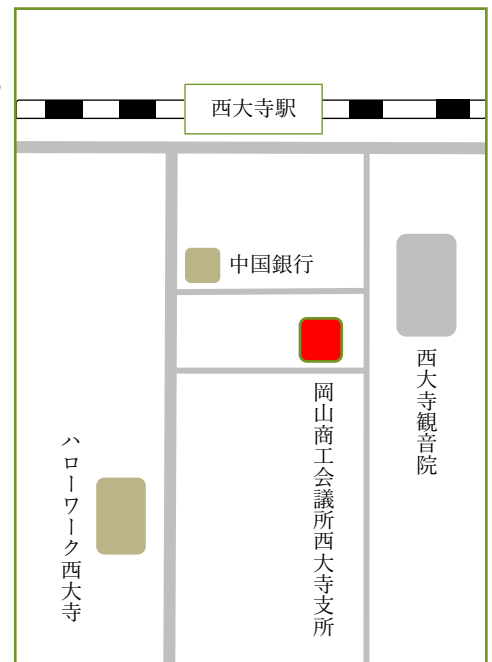 西大寺駅
中国銀行
西大寺観音院
岡山商工会議所西大寺支所
ハローワーク西大寺